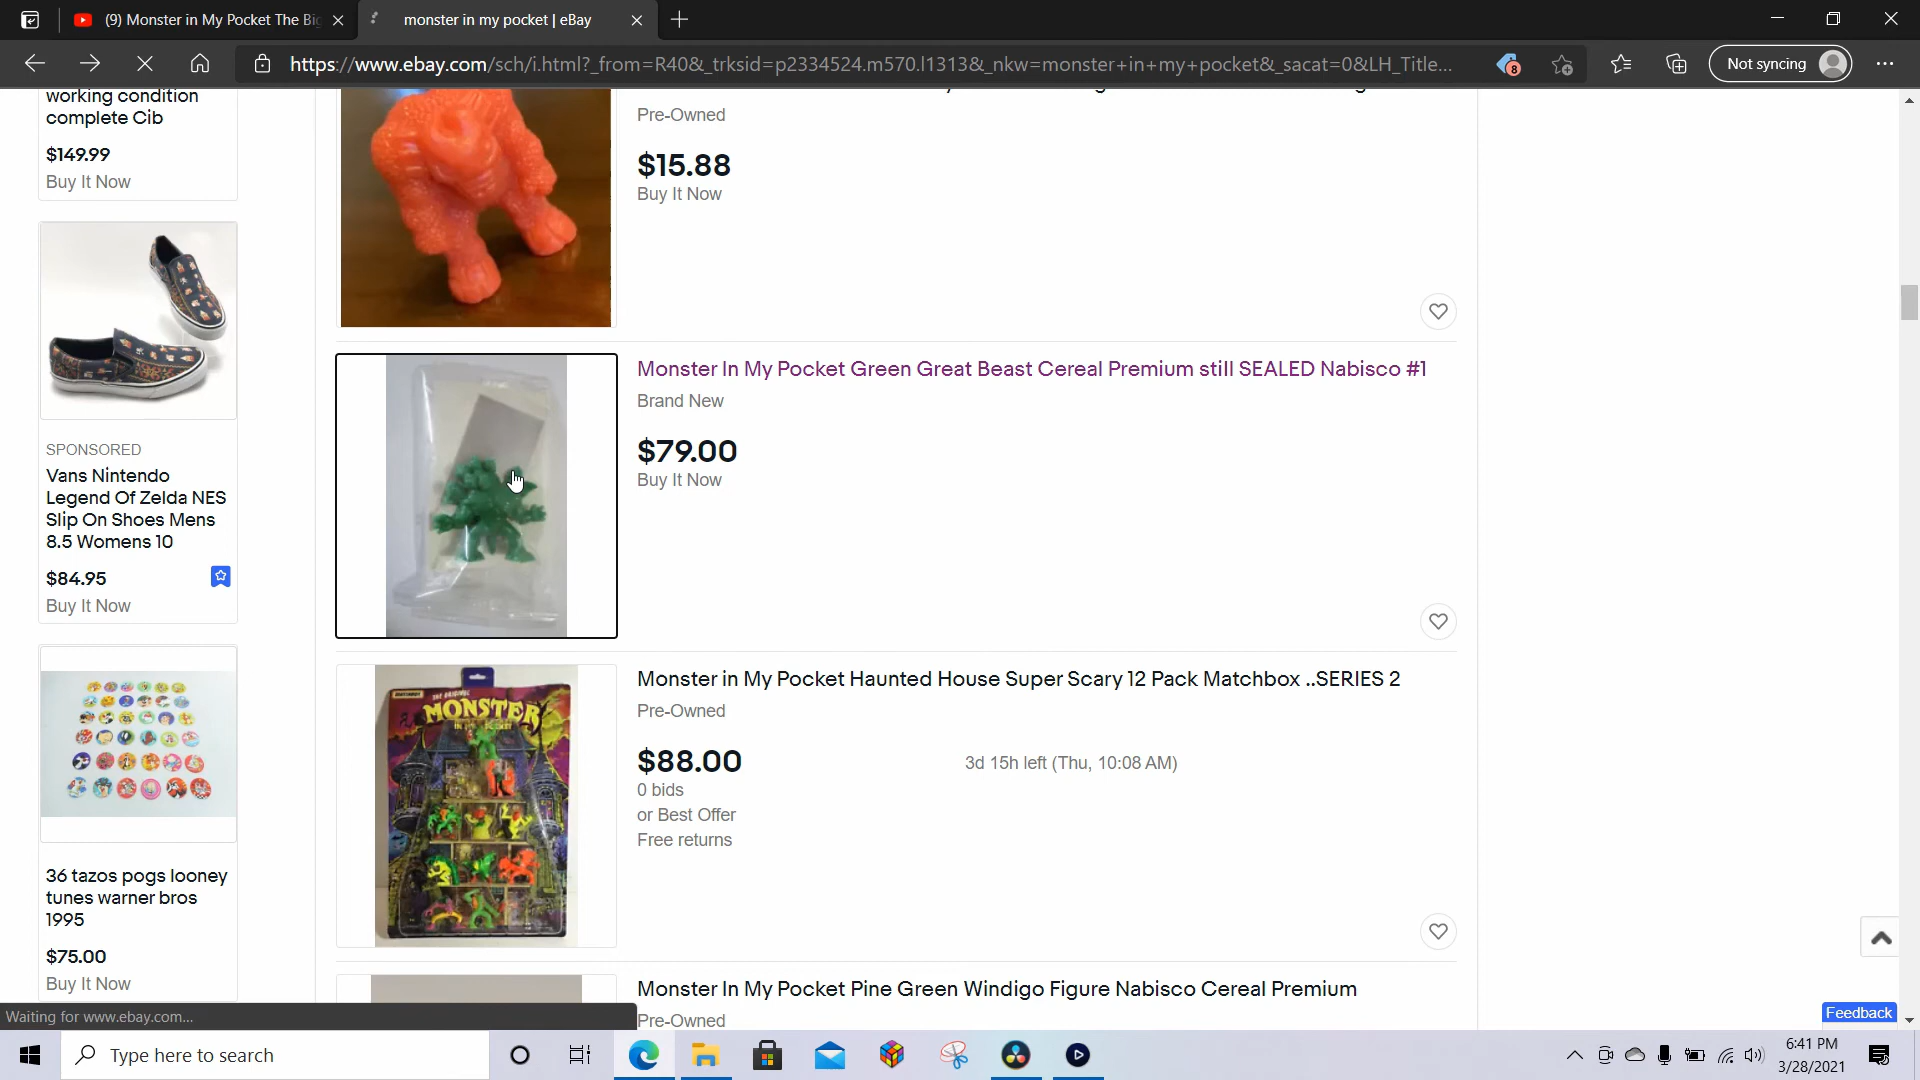 (9) Monster in My Pocket The Bi
monster in my pocket | eBay
https://www.ebay.com/sch/i.html?_from=R40&_trksid=p2334524.m570.l1313&_nkw=monster+in+my+pocket&_sacat=0&LH_Title...
8
Not syncing
working condition
complete Cib
$149.99
Buy It Now
SPONSORED
Vans Nintendo
Legend Of Zelda NES
Slip On Shoes Mens
8.5 Womens 10
$84.95
Buy It Now
36 tazos pogs looney
tunes warner bros
1995
$75.00
Buy It Now
Pre-Owned
$15.88
Buy It Now
Monster In My Pocket Green Great Beast Cereal Premium still SEALED Nabisco #1
Brand New
$79.00
Buy It Now
MATCHBOX
THE ORIGINAL
MONSTER
IN MY POCKET
Monster in My Pocket Haunted House Super Scary 12 Pack Matchbox ..SERIES 2
Pre-Owned
$88.00
3d 15h left (Thu, 10:08 AM)
0 bids
or Best Offer
Free returns
Monster In My Pocket Pine Green Windigo Figure Nabisco Cereal Premium
Pre-Owned
Feedback
Waiting for www.ebay.com...
Type here to search
6:41 PM
3/28/2021